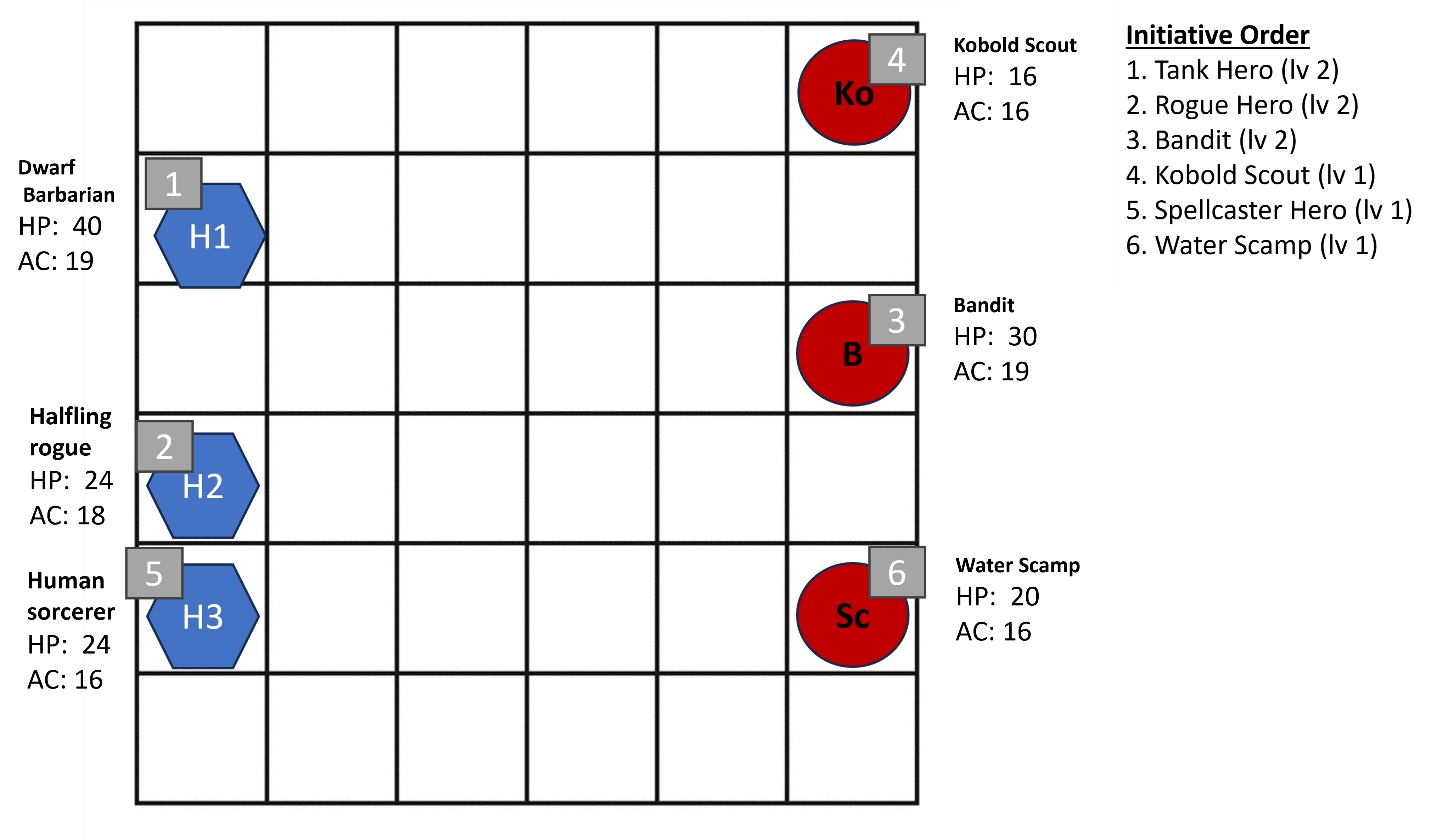 Initiative Order
1. Tank Hero (lv 2)
2. Rogue Hero (lv 2)
3. Bandit (lv 2)
4. Kobold Scout (lv 1)
5. Spellcaster Hero (lv 1)
6. Water Scamp (lv 1)
Kobold Scout
HP: 16
AC: 16
4
Ko
Dwarf
Barbarian
HP: 40
AC: 19
1
H1
Bandit
HP: 30
AC: 19
3
B
Halfling
rogue
HP: 24
AC: 18
2
H2
Human
sorcerer
HP: 24
AC: 16
5
H3
Water Scamp
HP: 20
AC: 16
6
Sc